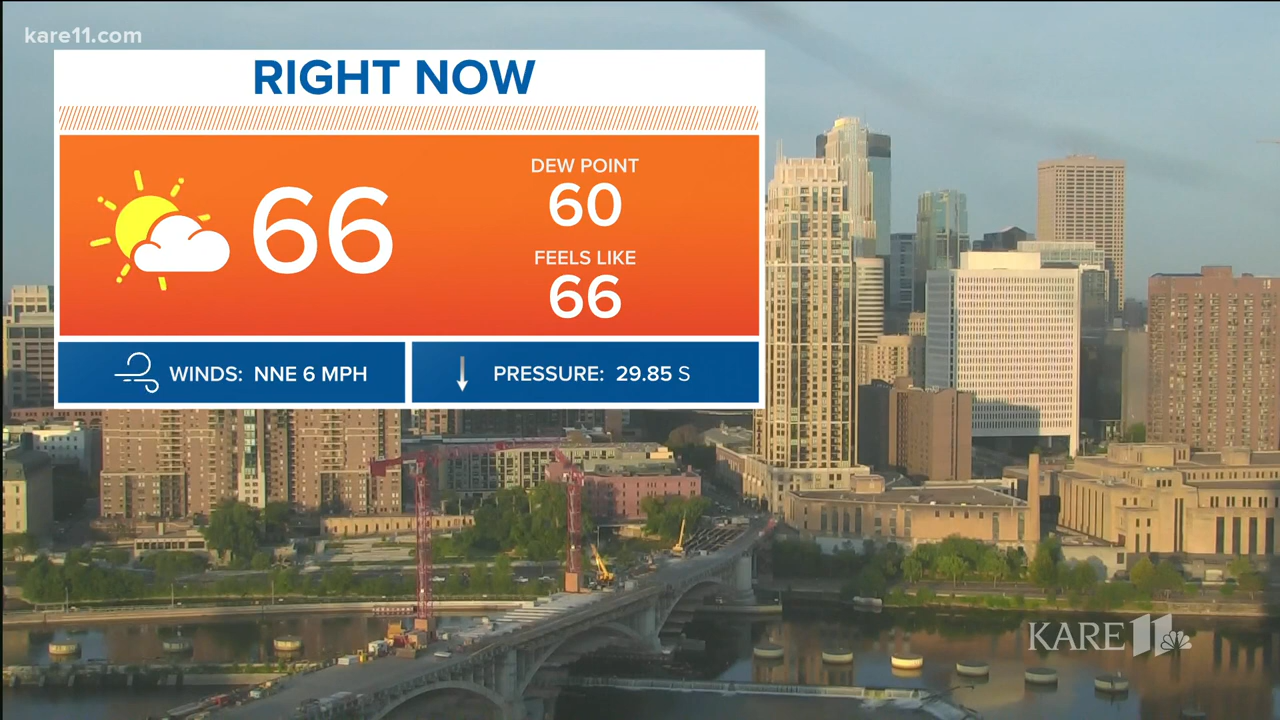 kare11.com
RIGHT NOW
66
DEW POINT
60
FEELS LIKE
66
WINDS: NNE 6 MPH
PRESSURE: 29.85 S
KARE 11